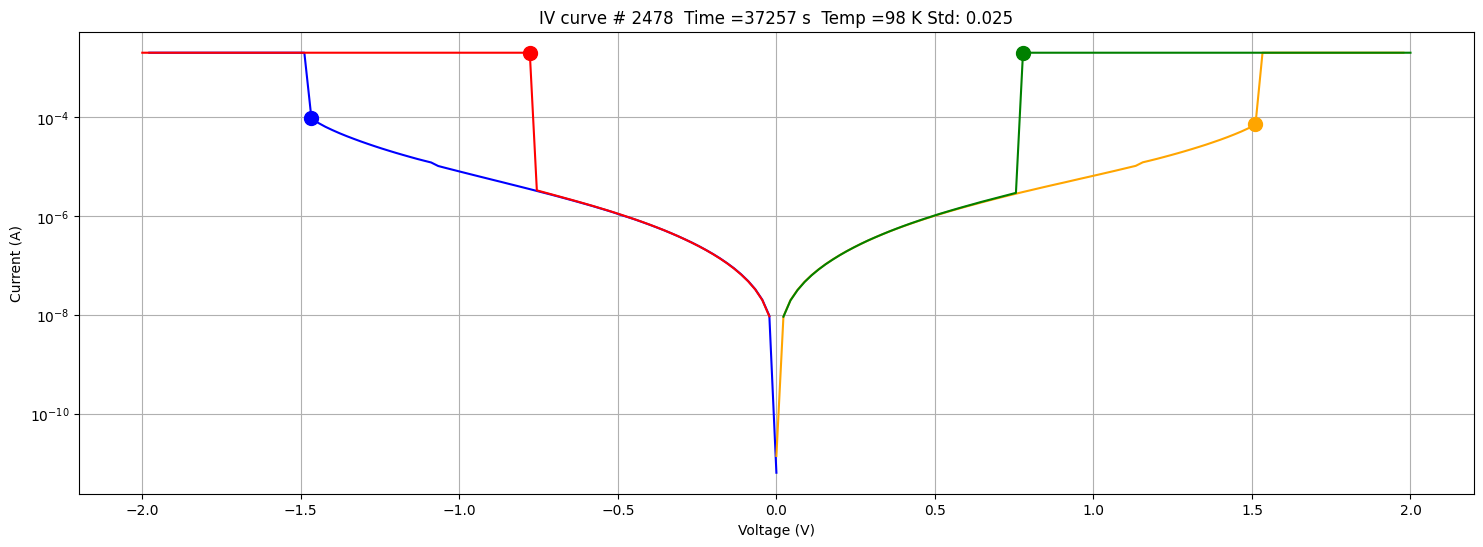 IV curve # 2478  Time =37257 s  Temp =98 K Std: 0.025
Current (A)
10⁻⁴
10⁻⁶
10⁻⁸
10⁻¹⁰
−2.0 −1.5 −1.0 −0.5 0.0 0.5 1.0 1.5 2.0
Voltage (V)